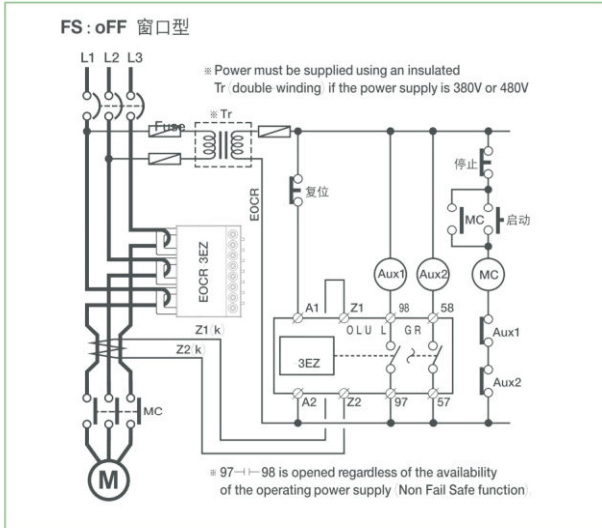 FS : oFF 窗口型
L1 L2 L3
※ Power must be supplied using an insulated
Tr (double winding) if the power supply is 380V or 480V
※ Tr
Fuse
停止
复位
EOCR
MC
启动
EOCR 3EZ
Aux1
Aux2
MC
A1
Z1
98
58
Z1(k)
OLU L GR
Aux1
3EZ
Z2(k)
Aux2
A2
Z2
97
57
MC
M
※ 97⊣⊢98 is opened regardless of the availability
of the operating power supply (Non Fail Safe function).